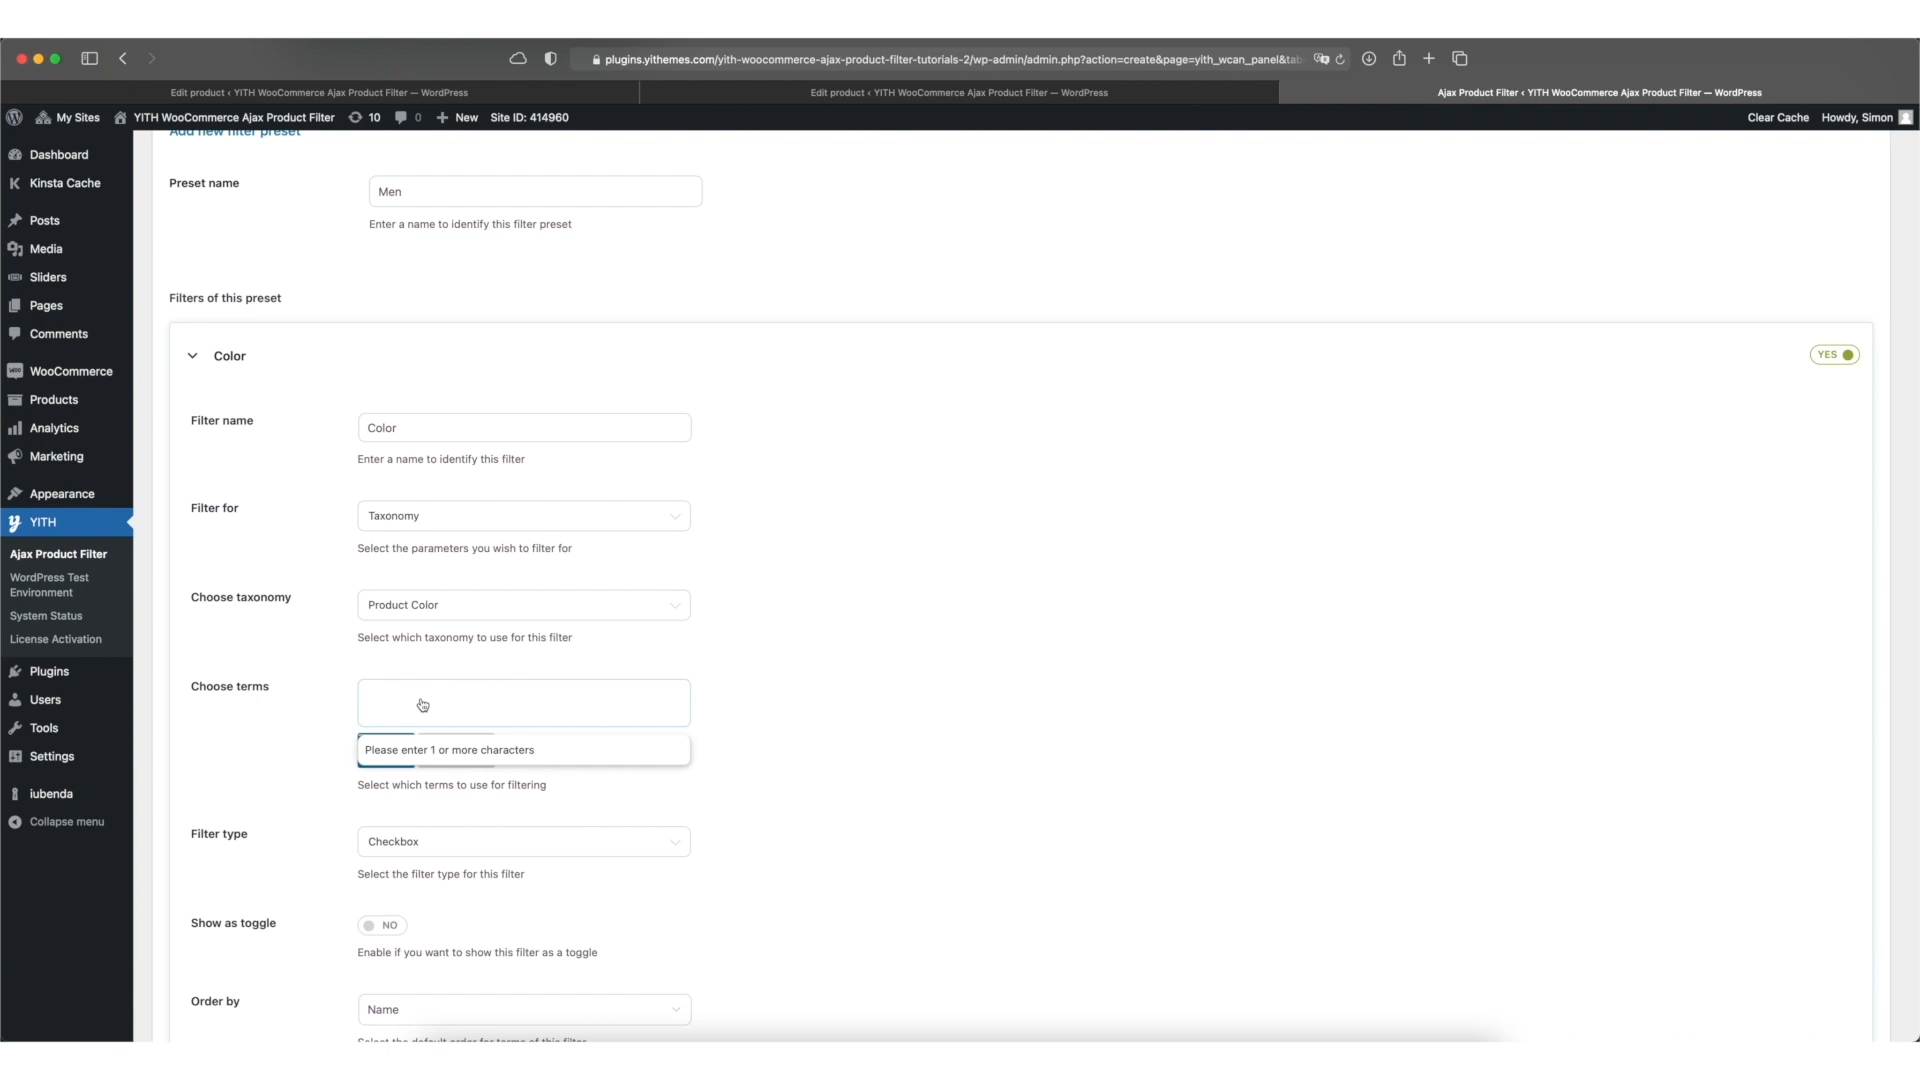 plugins.yithemes.com/yith-woocommerce-ajax-product-filter-tutorials-2/wp-admin/admin.php?action=create&page=yith_wcan_panel&tab
Edit product ‹ YITH WooCommerce Ajax Product Filter — WordPress
Edit product ‹ YITH WooCommerce Ajax Product Filter — WordPress
Ajax Product Filter ‹ YITH WooCommerce Ajax Product Filter — WordPress
My Sites
YITH WooCommerce Ajax Product Filter
10
0
New
Site ID: 414960
Clear Cache
Howdy, Simon
Dashboard
Kinsta Cache
Posts
Media
Sliders
Pages
Comments
WooCommerce
Products
Analytics
Marketing
Appearance
YITH
Ajax Product Filter
WordPress Test
Environment
System Status
License Activation
Plugins
Users
Tools
Settings
iubenda
Collapse menu
Add new filter preset
Preset name
Men
Enter a name to identify this filter preset
Filters of this preset
Color
YES
Filter name
Color
Enter a name to identify this filter
Filter for
Taxonomy
Select the parameters you wish to filter for
Choose taxonomy
Product Color
Select which taxonomy to use for this filter
Choose terms
Please enter 1 or more characters
Select which terms to use for filtering
Filter type
Checkbox
Select the filter type for this filter
Show as toggle
NO
Enable if you want to show this filter as a toggle
Order by
Name
Select the default order for terms of this filter